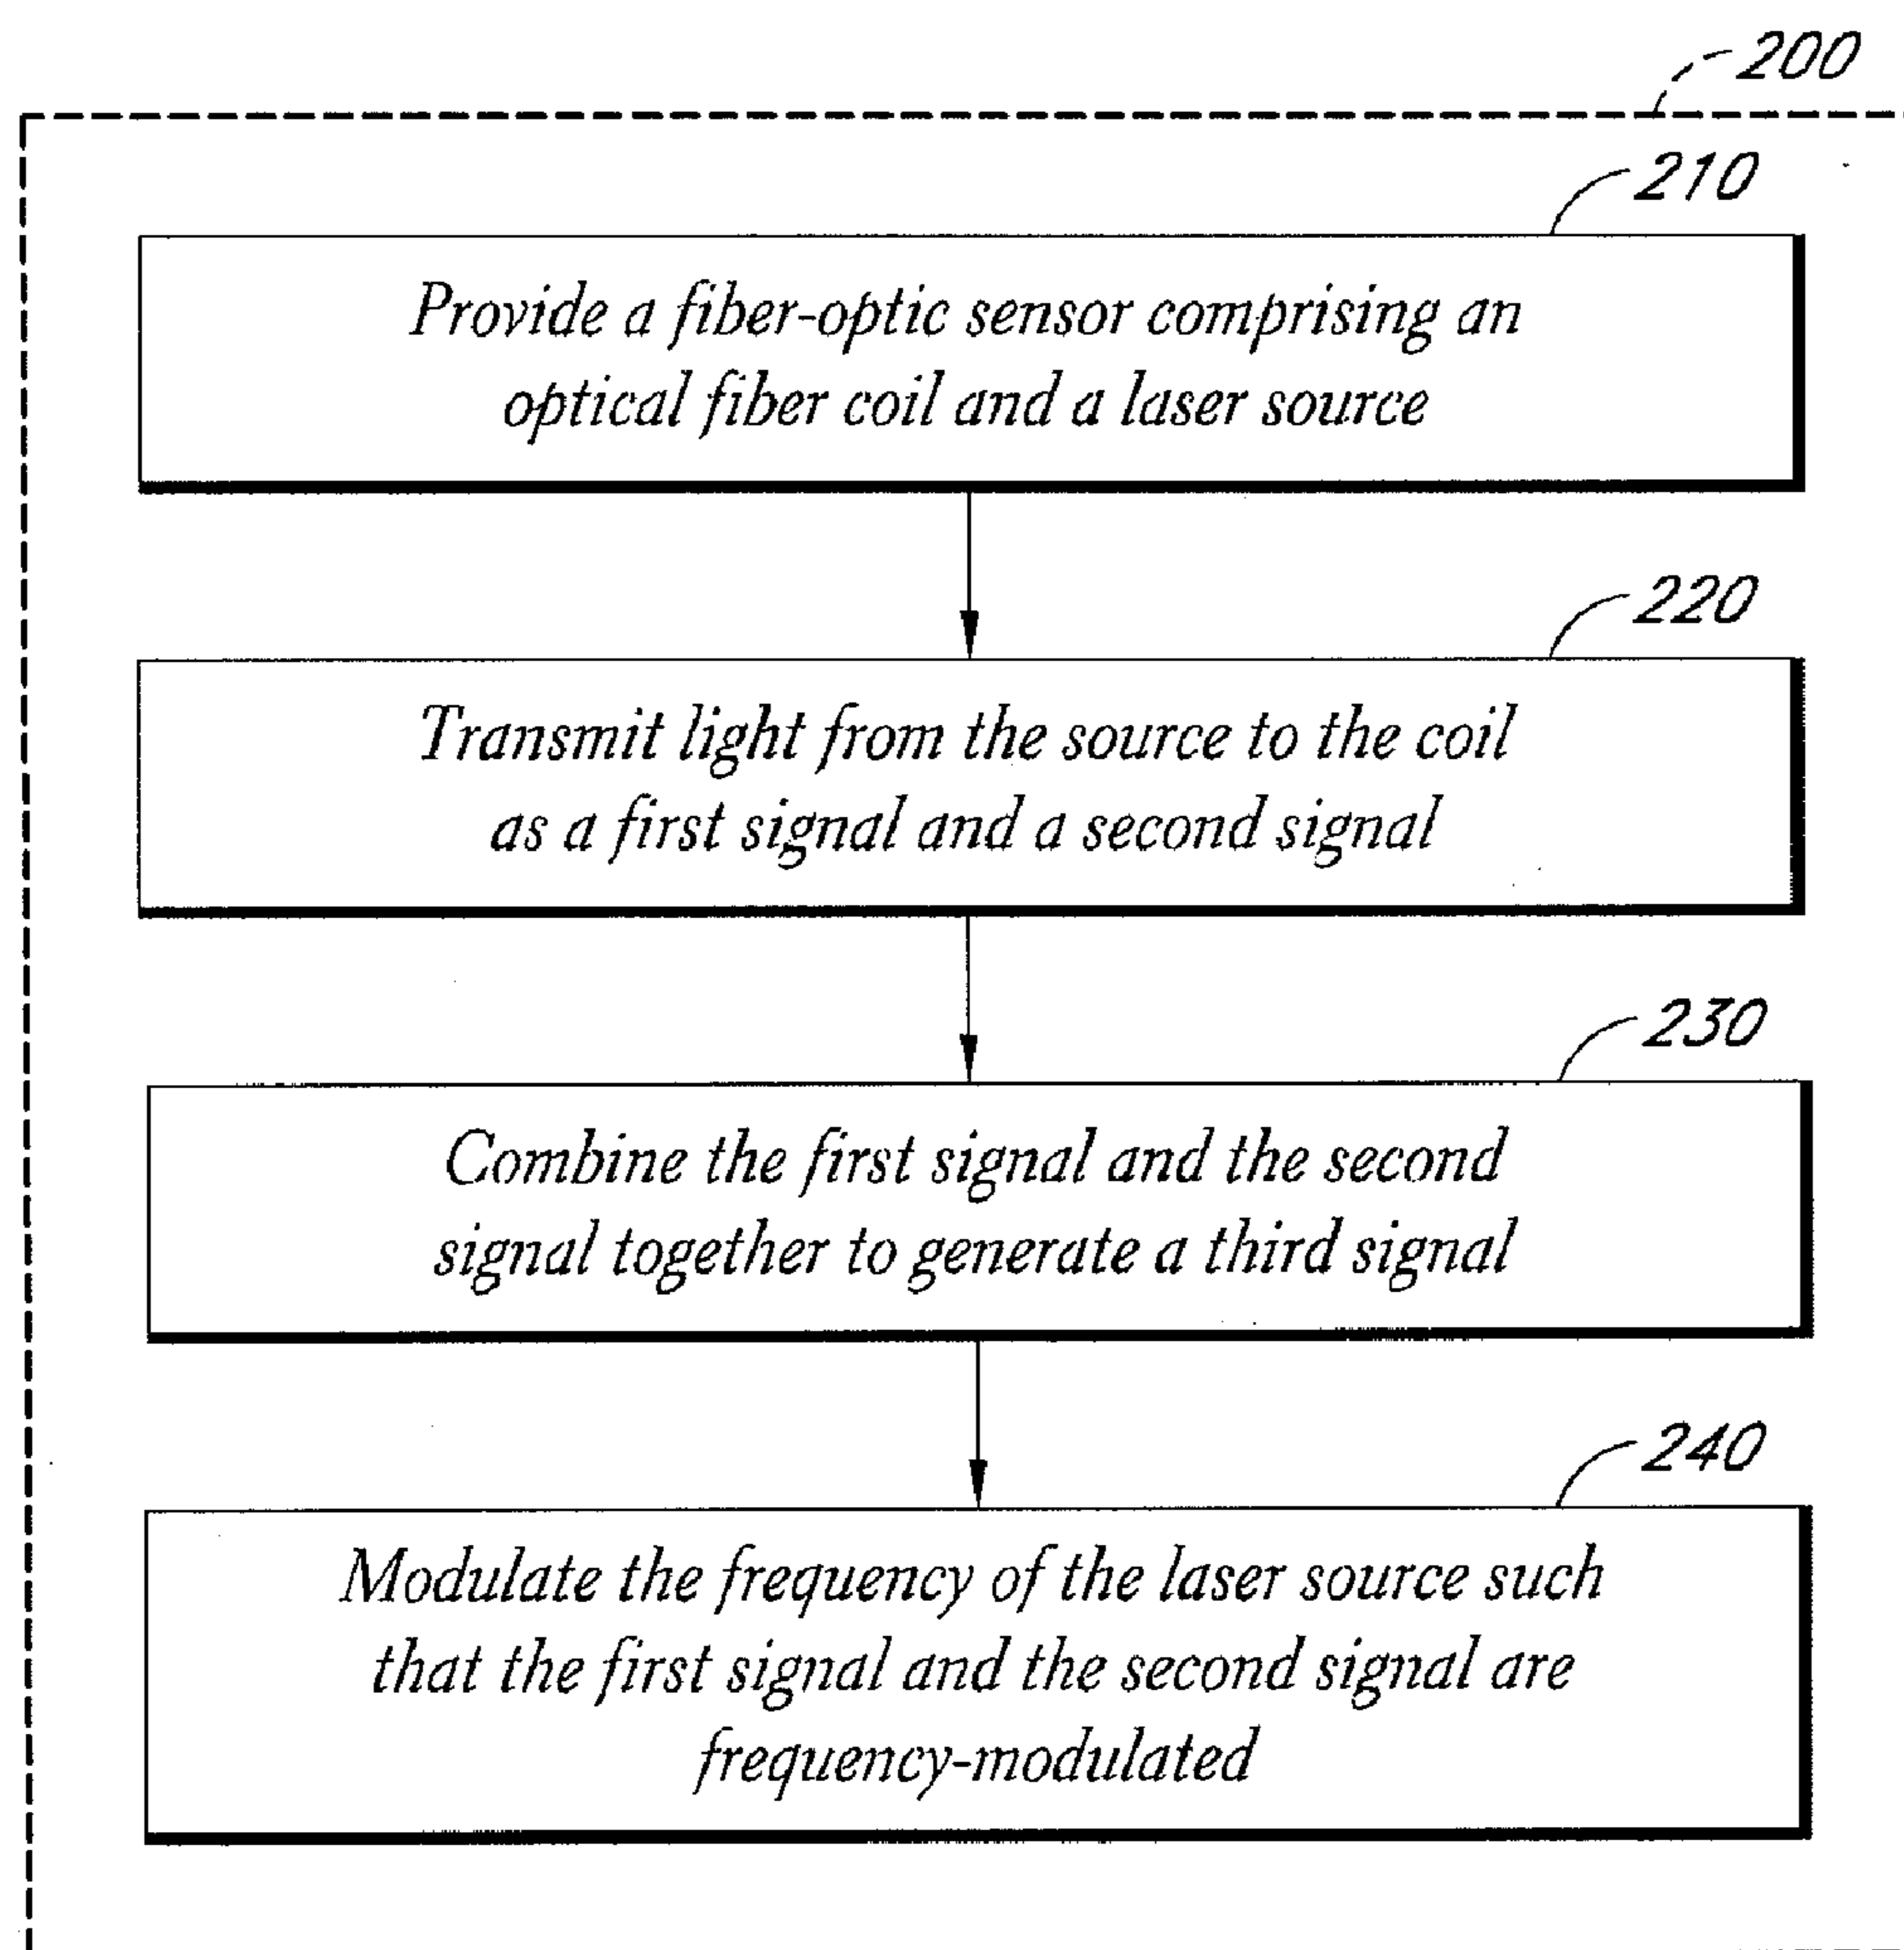 200
210
Provide a fiber-optic sensor comprising an
optical fiber coil and a laser source
220
Transmit light from the source to the coil
as a first signal and a second signal
230
Combine the first signal and the second
signal together to generate a third signal
240
Modulate the frequency of the laser source such
that the first signal and the second signal are
frequency-modulated